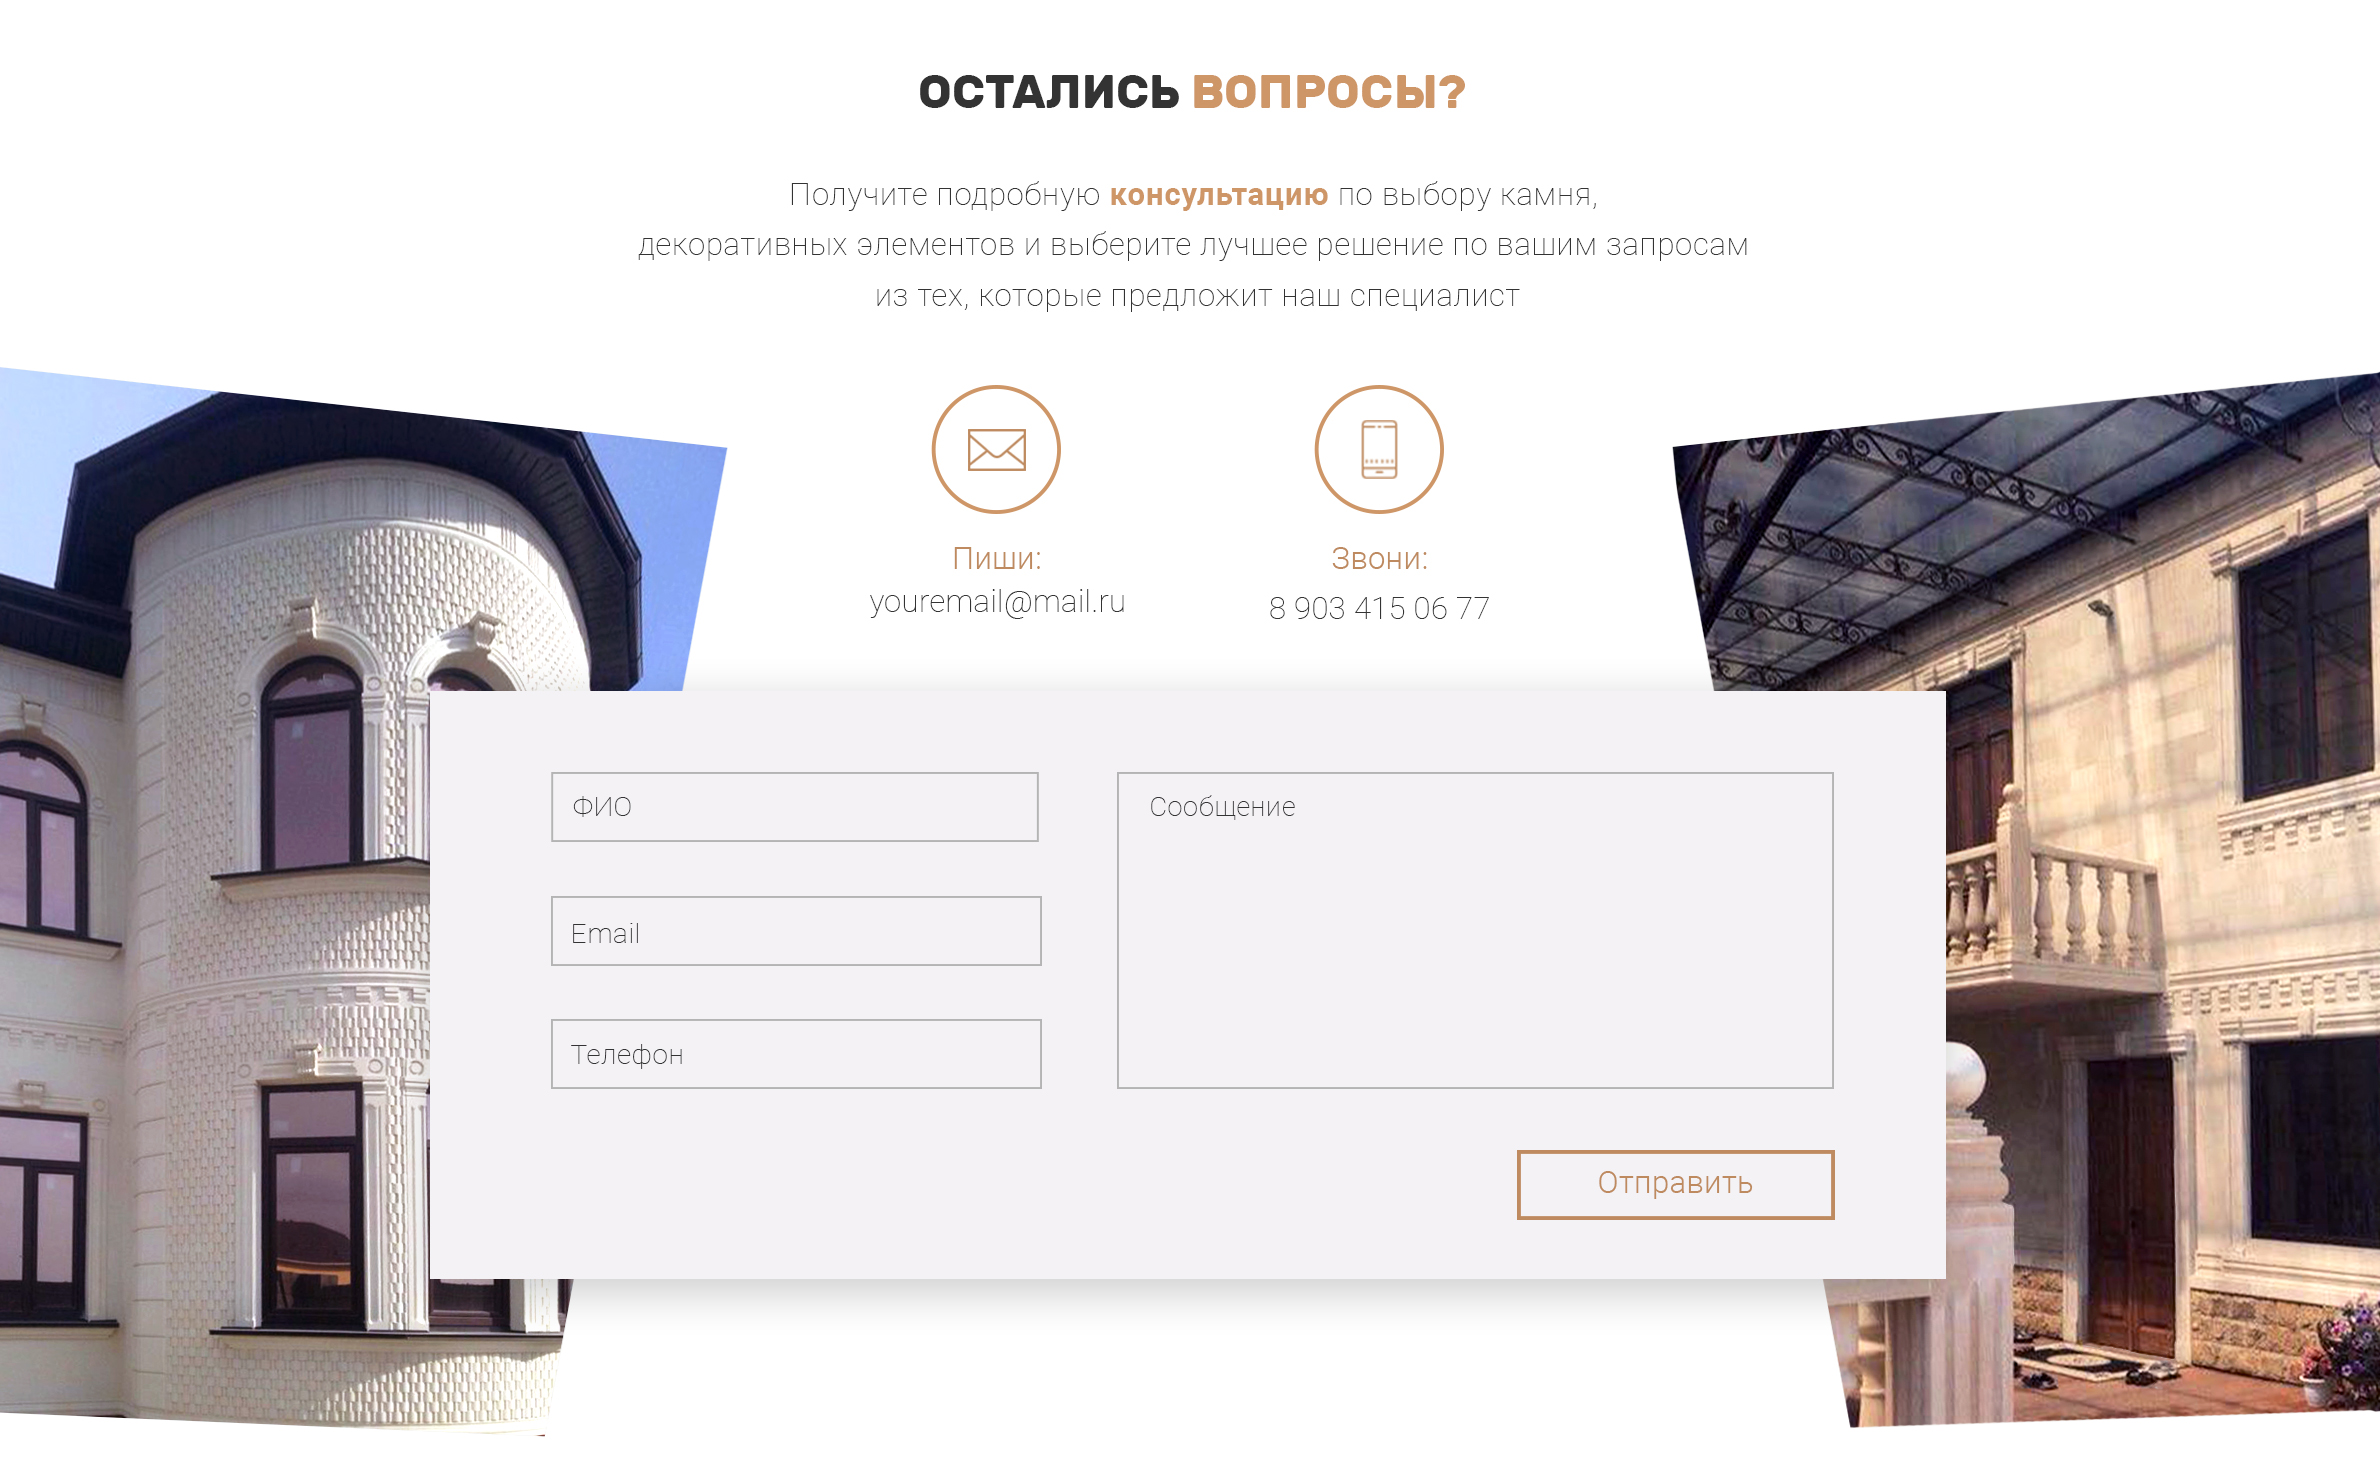 ОСТАЛИСЬ ВОПРОСЫ?
Получите подробную консультацию по выбору камня,
декоративных элементов и выберите лучшее решение по вашим запросам
из тех, которые предложит наш специалист
Пиши:
youremail@mail.ru
Звони:
8 903 415 06 77
ФИО
Email
Телефон
Сообщение
Отправить